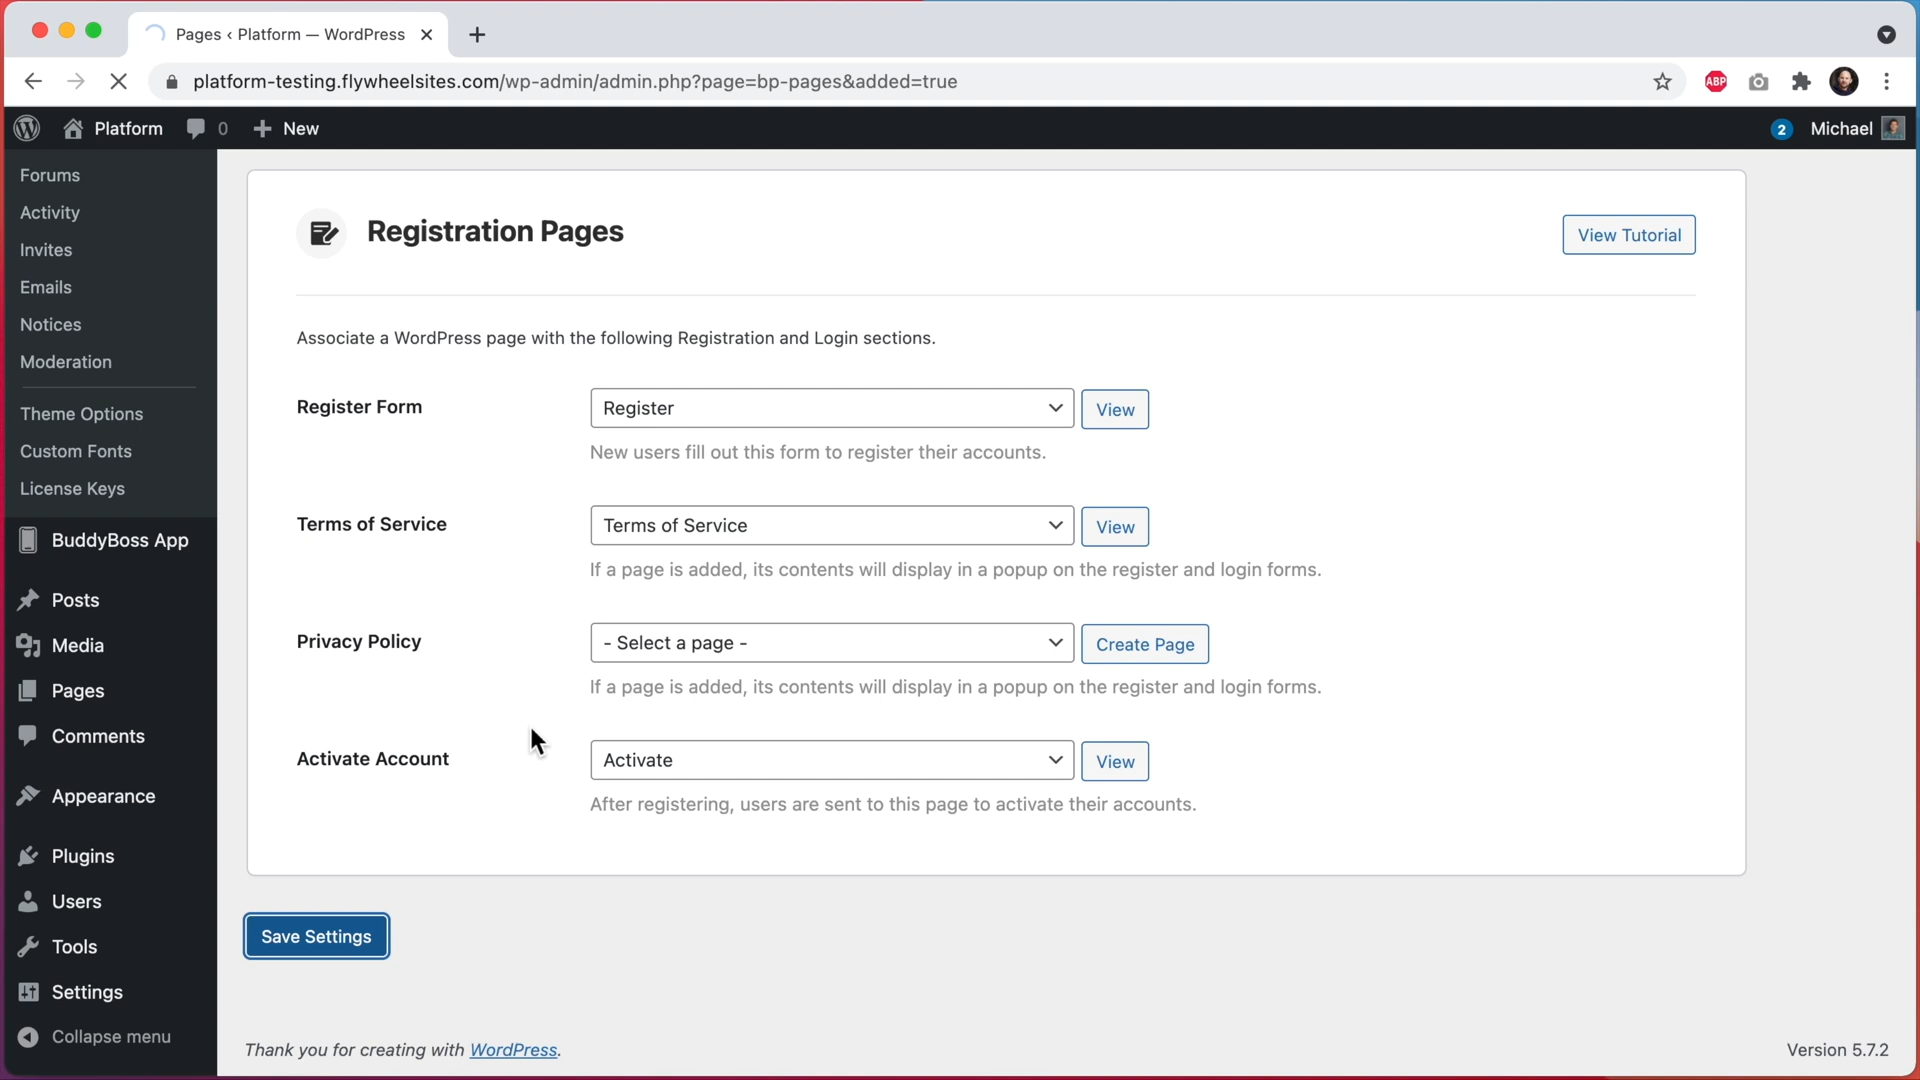 Pages ‹ Platform — WordPress
platform-testing.flywheelsites.com/wp-admin/admin.php?page=bp-pages&added=true
ABP
Platform 0 New 2 Michael
Forums
Activity
Invites
Emails
Notices
Moderation
Theme Options
Custom Fonts
License Keys
BuddyBoss App
Posts
Media
Pages
Comments
Appearance
Plugins
Users
Tools
Settings
Collapse menu
Registration Pages
View Tutorial
Associate a WordPress page with the following Registration and Login sections.
Register Form Register View
New users fill out this form to register their accounts.
Terms of Service Terms of Service View
If a page is added, its contents will display in a popup on the register and login forms.
Privacy Policy - Select a page - Create Page
If a page is added, its contents will display in a popup on the register and login forms.
Activate Account Activate View
After registering, users are sent to this page to activate their accounts.
Save Settings
Thank you for creating with WordPress. Version 5.7.2